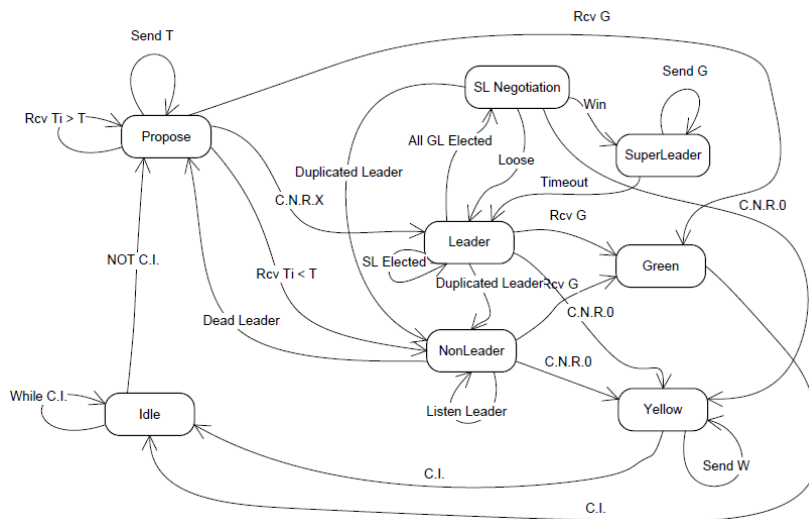 Rcv G
Send T
Send G
SL Negotiation
Win
Rcv Ti > T
Propose
All GL Elected
SuperLeader
Duplicated Leader
Loose
Timeout
C.N.R.X
C.N.R.0
Rcv G
Leader
NOT C.I.
SL Elected
Green
Rcv Ti < T
Duplicated Leader
Rcv G
C.N.R.0
Dead Leader
NonLeader
C.N.R.0
While C.I.
Idle
Listen Leader
Yellow
Send W
C.I.
C.I.